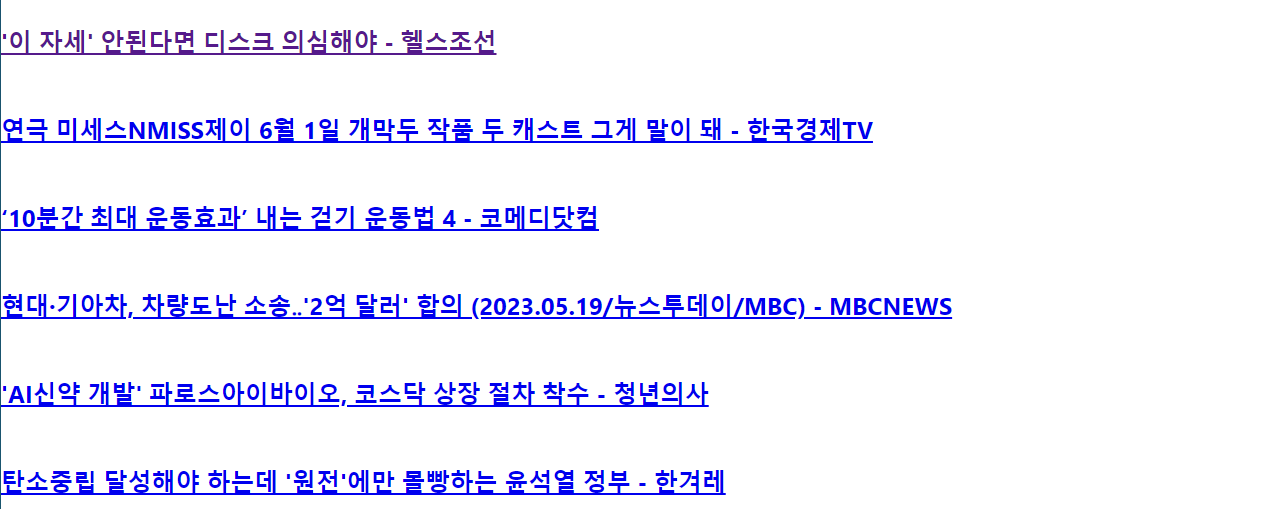 '이 자세' 안된다면 디스크 의심해야 - 헬스조선
연극 미세스NMISS제이 6월 1일 개막두 작품 두 캐스트 그게 말이 돼 - 한국경제TV
‘10분간 최대 운동효과’ 내는 걷기 운동법 4 - 코메디닷컴
현대·기아차, 차량도난 소송..'2억 달러' 합의 (2023.05.19/뉴스투데이/MBC) - MBCNEWS
'AI신약 개발' 파로스아이바이오, 코스닥 상장 절차 착수 - 청년의사
탄소중립 달성해야 하는데 '원전'에만 몰빵하는 윤석열 정부 - 한겨레